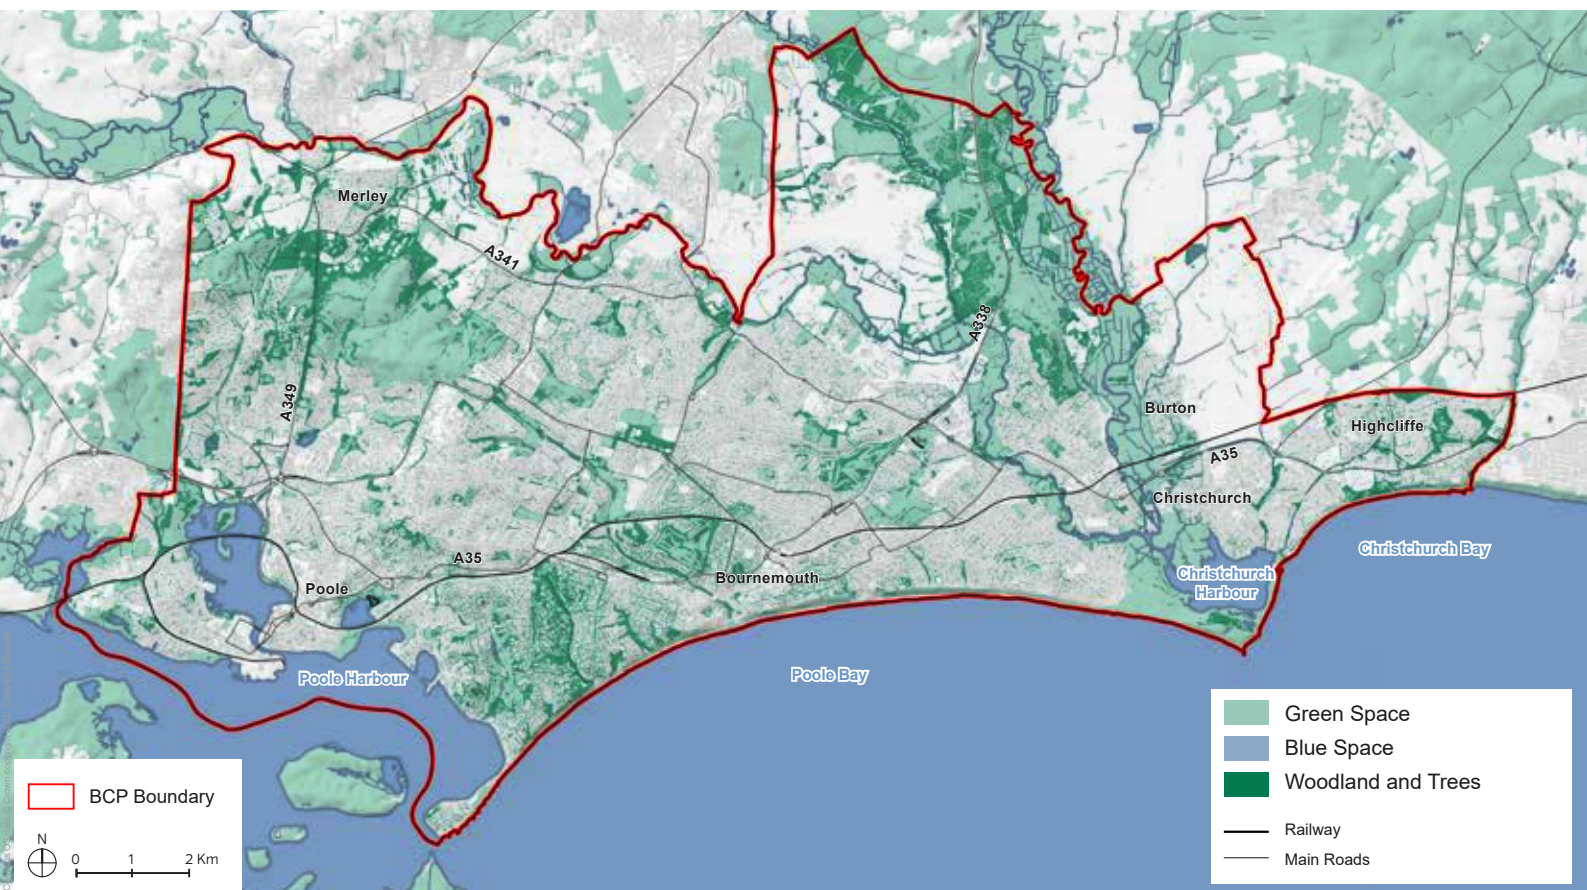 Merley
A341
A338
A349
Burton
Highcliffe
A35
Christchurch
Christchurch Bay
A35
Poole
Bournemouth
Christchurch
Harbour
Poole Harbour
Poole Bay
Green Space
Blue Space
Woodland and Trees
Railway
Main Roads
BCP Boundary
N
0 1 2 Km